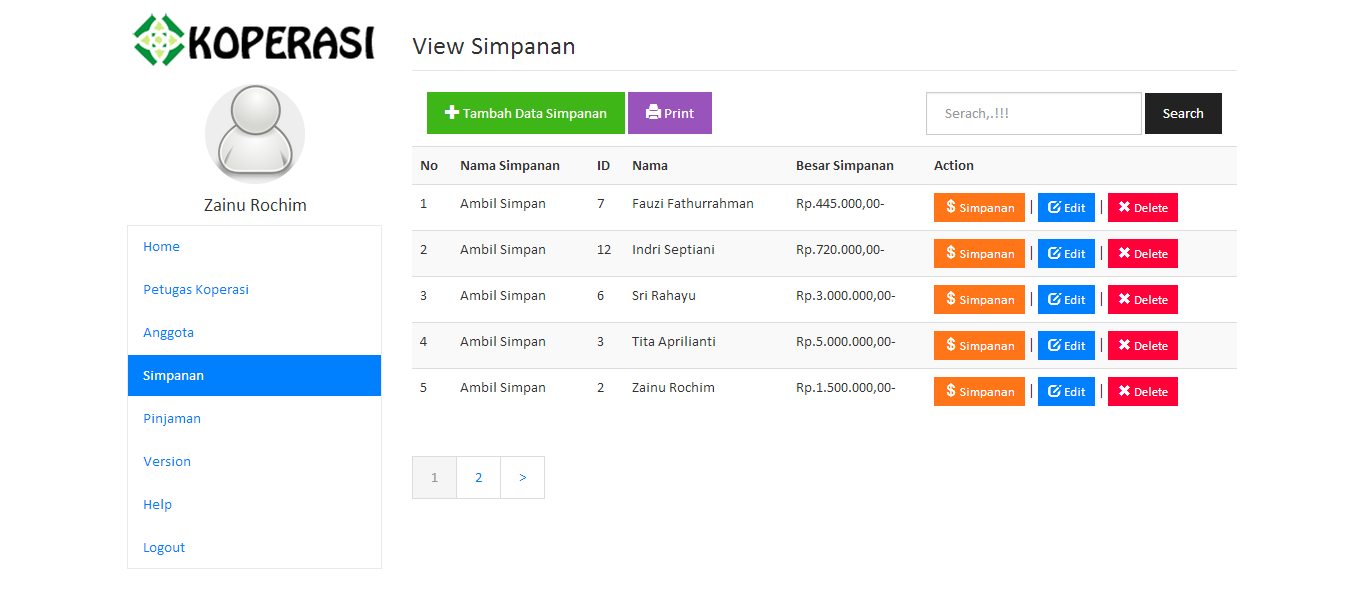 KOPERASI
Zainu Rochim
Home
Petugas Koperasi
Anggota
Simpanan
Pinjaman
Version
Help
Logout
View Simpanan
Tambah Data Simpanan Print Serach,.!!! Search
No Nama Simpanan ID Nama Besar Simpanan Action
1 Ambil Simpan 7 Fauzi Fathurrahman Rp.445.000,00- $ Simpanan | Edit | Delete
2 Ambil Simpan 12 Indri Septiani Rp.720.000,00- $ Simpanan | Edit | Delete
3 Ambil Simpan 6 Sri Rahayu Rp.3.000.000,00- $ Simpanan | Edit | Delete
4 Ambil Simpan 3 Tita Aprilianti Rp.5.000.000,00- $ Simpanan | Edit | Delete
5 Ambil Simpan 2 Zainu Rochim Rp.1.500.000,00- $ Simpanan | Edit | Delete
1 2 >